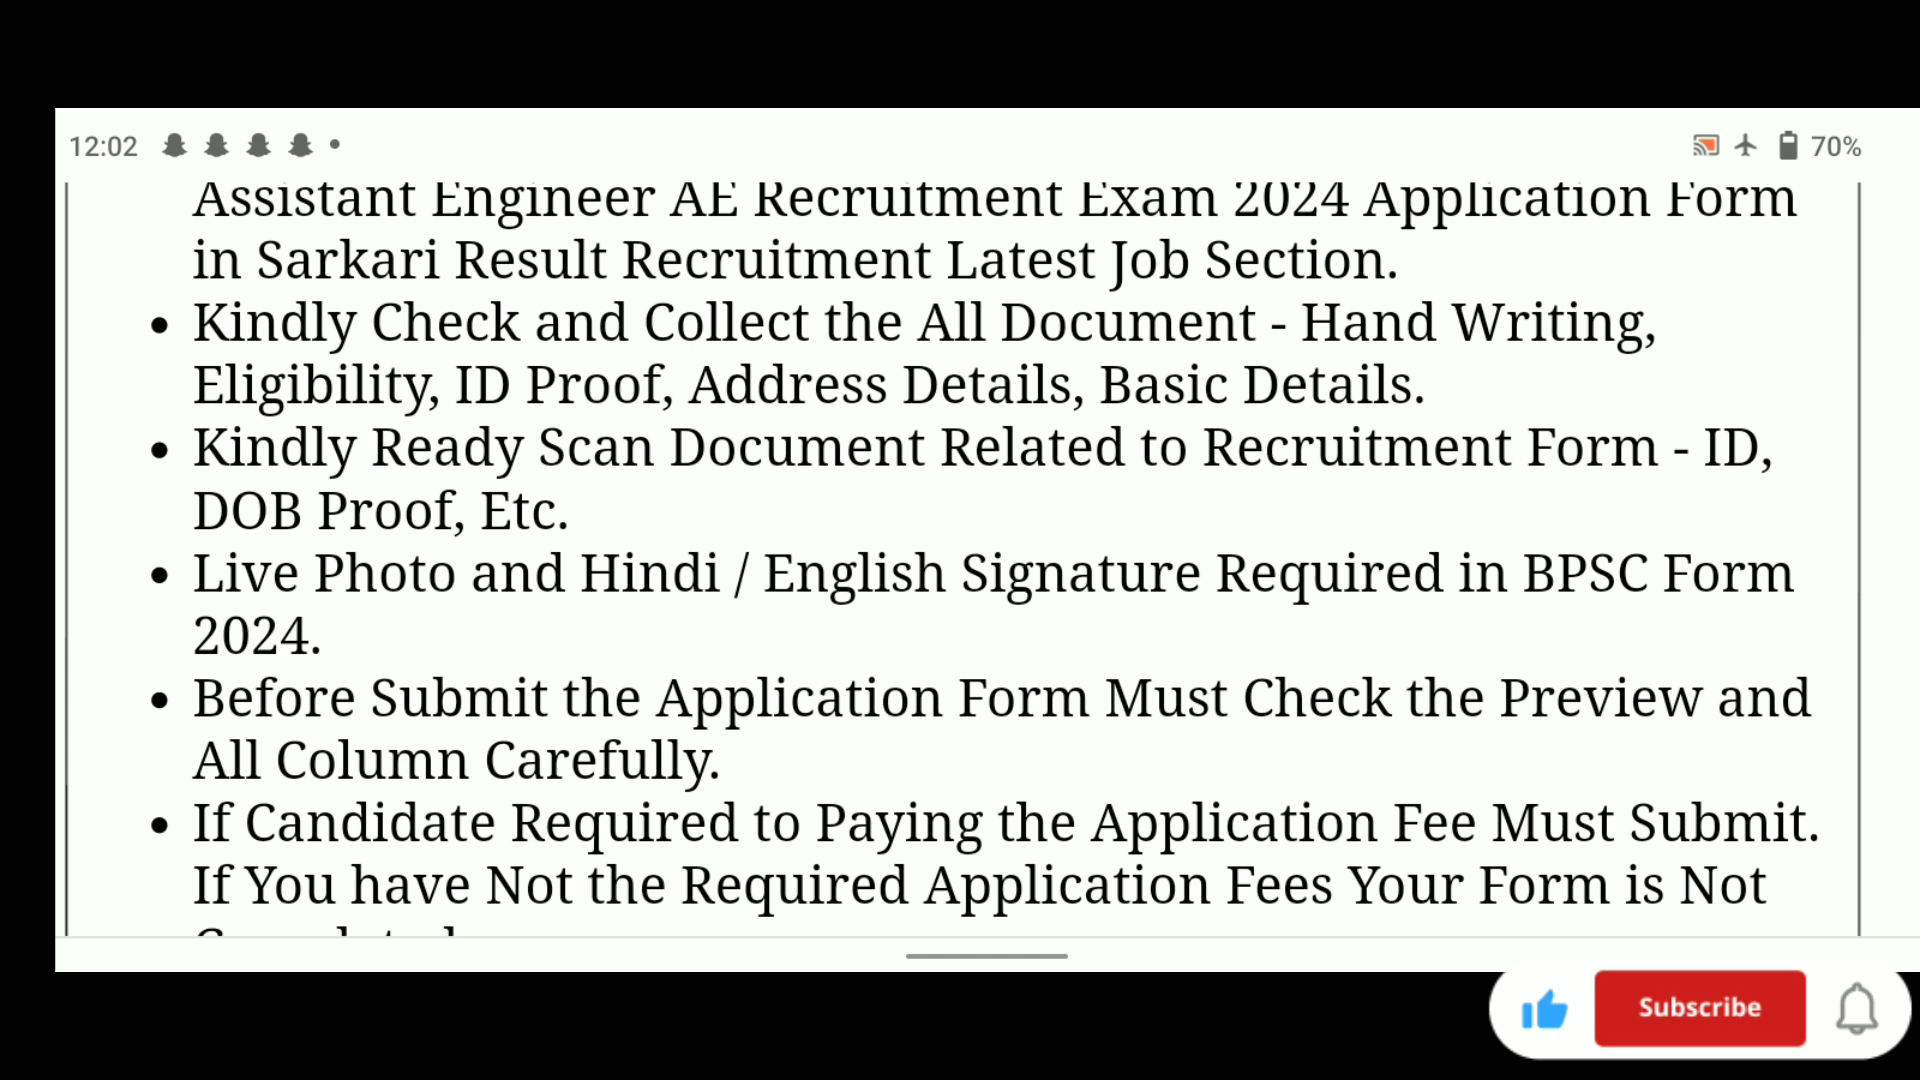 12:02
70%
Assistant Engineer AE Recruitment Exam 2024 Application Form
in Sarkari Result Recruitment Latest Job Section.
• Kindly Check and Collect the All Document - Hand Writing,
Eligibility, ID Proof, Address Details, Basic Details.
• Kindly Ready Scan Document Related to Recruitment Form - ID,
DOB Proof, Etc.
• Live Photo and Hindi / English Signature Required in BPSC Form
2024.
• Before Submit the Application Form Must Check the Preview and
All Column Carefully.
• If Candidate Required to Paying the Application Fee Must Submit.
If You have Not the Required Application Fees Your Form is Not
Subscribe